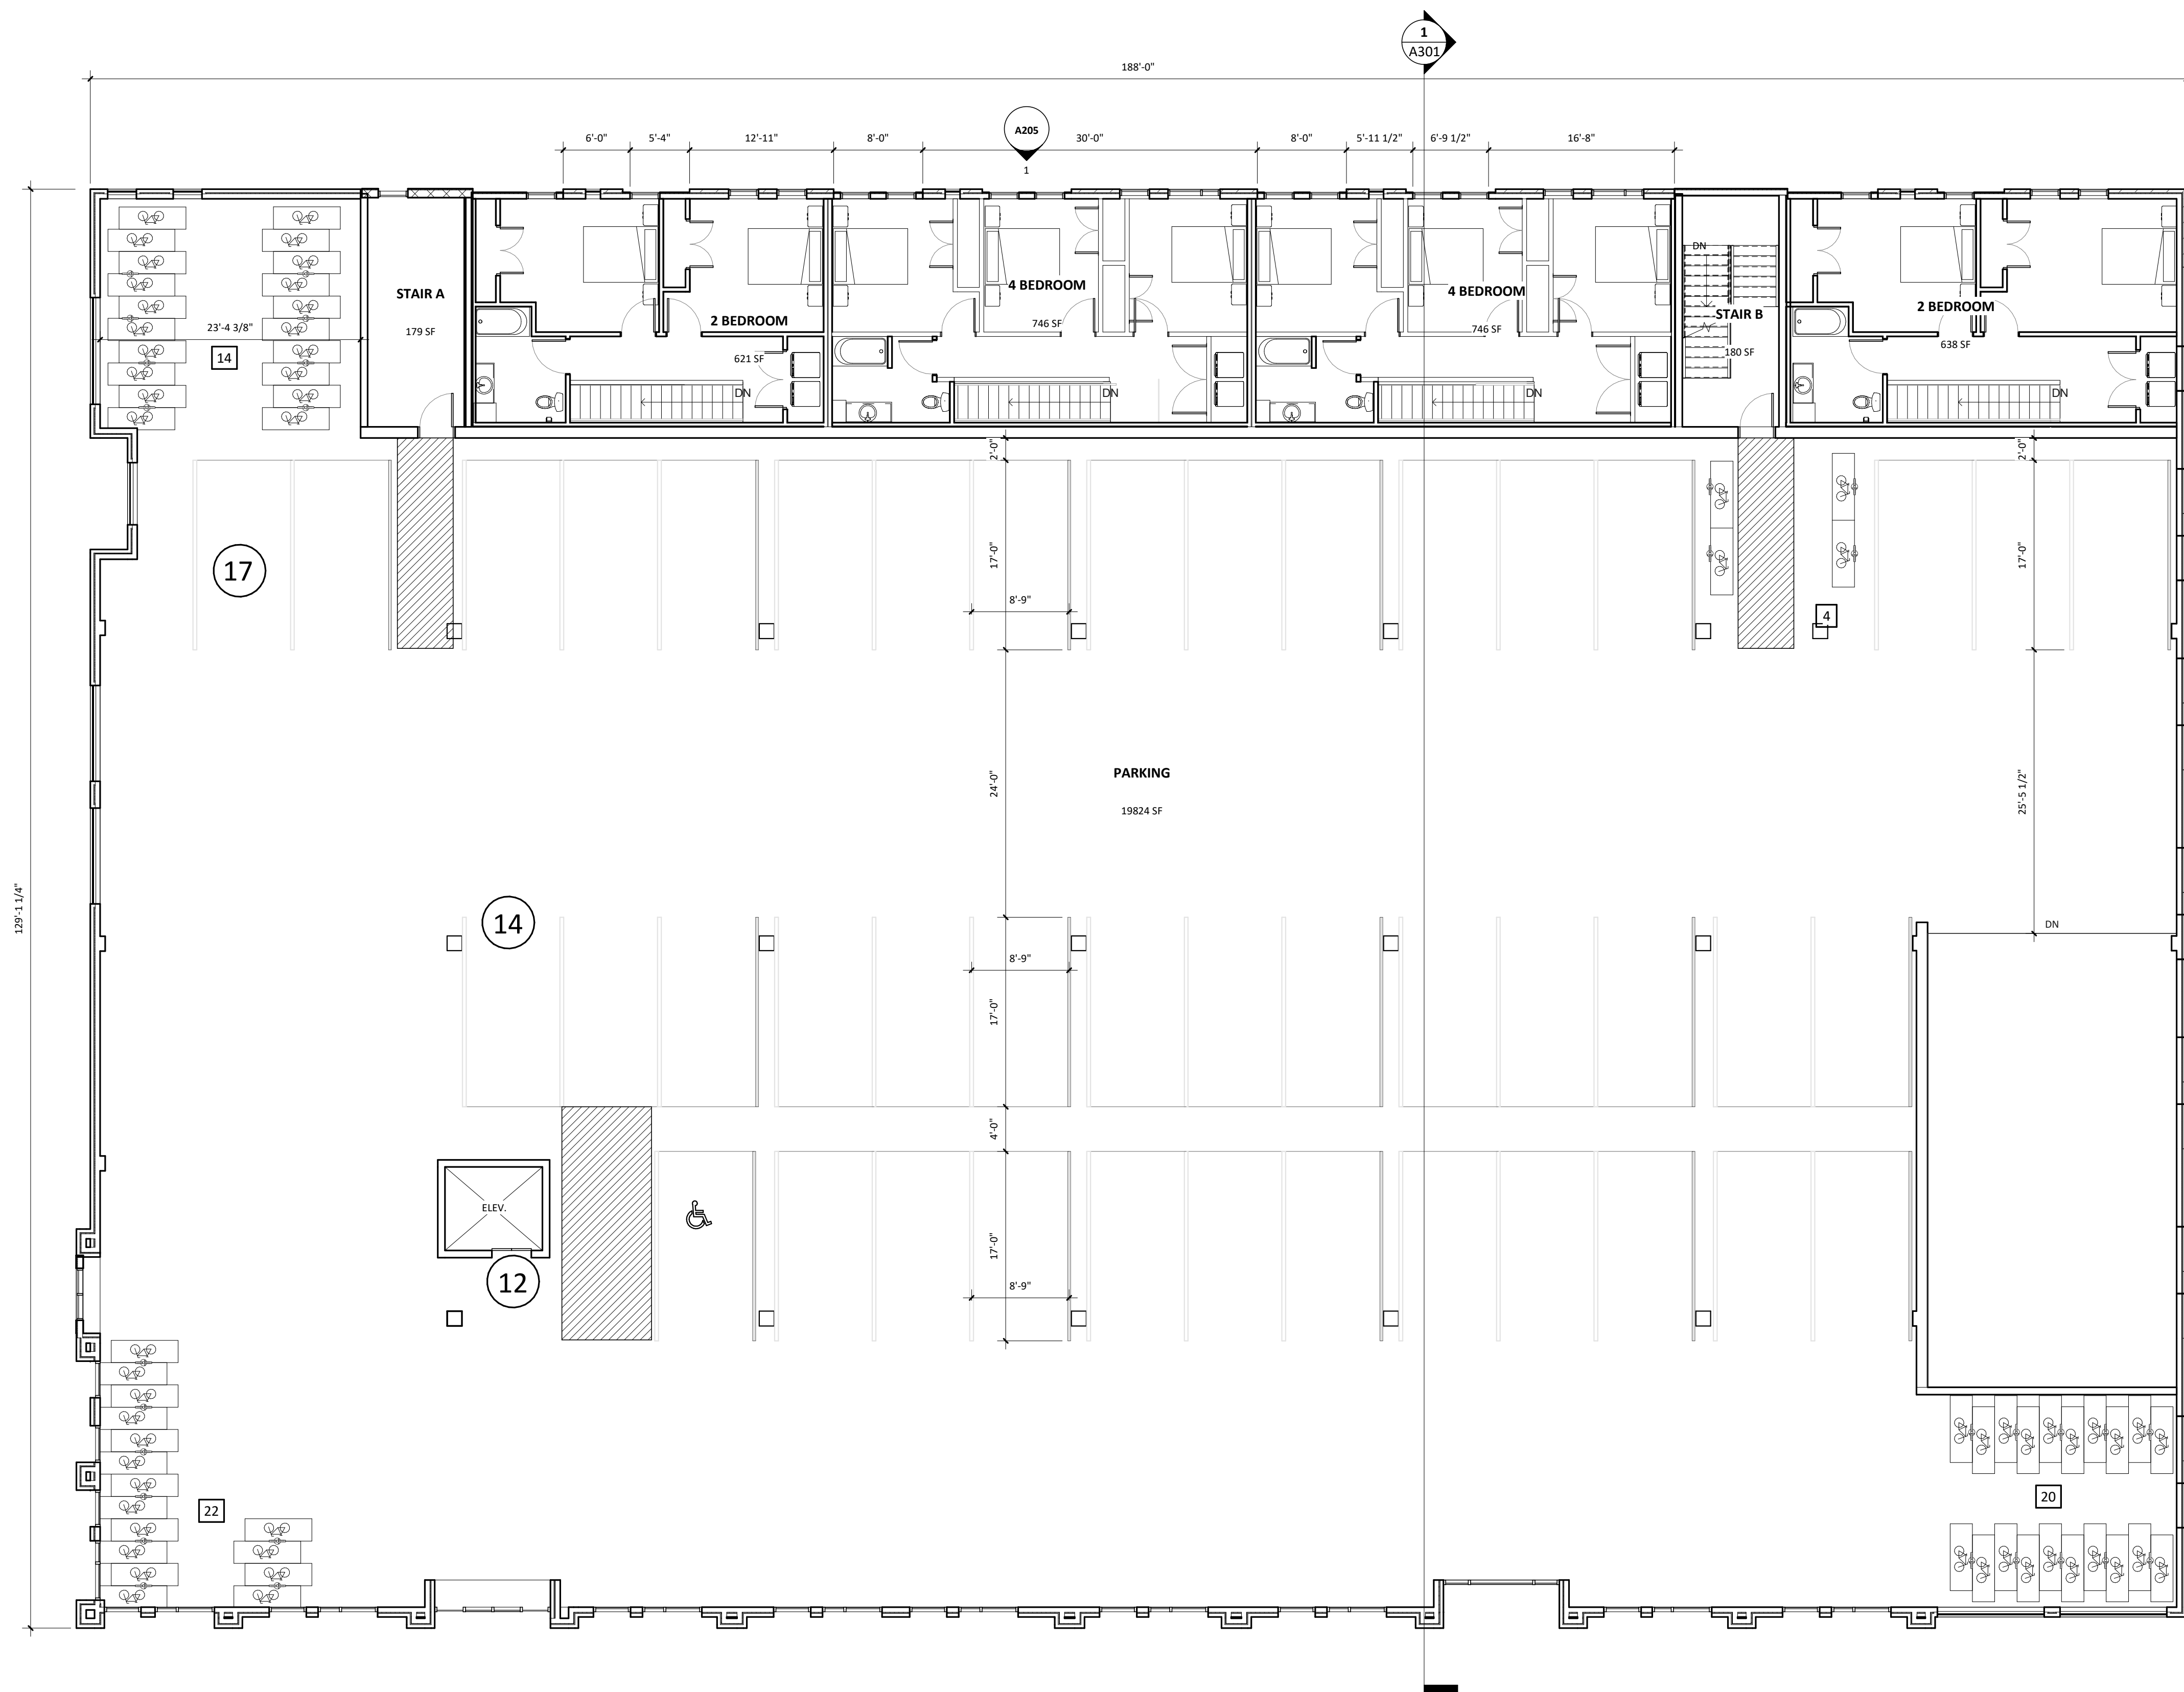 1
A301
188'-0"
6'-0"
5'-4"
12'-11"
8'-0"
A205
1
30'-0"
8'-0"
5'-11 1/2"
6'-9 1/2"
16'-8"
STAIR A
179 SF
23'-4 3/8"
14
2 BEDROOM
621 SF
DN
4 BEDROOM
746 SF
DN
4 BEDROOM
746 SF
DN
DN
STAIR B
180 SF
2 BEDROOM
638 SF
DN
2'-0"
2'-0"
17
17'-0"
8'-9"
17'-0"
4
PARKING
19824 SF
24'-0"
25'-5 1/2"
129'-1 1/4"
14
DN
8'-9"
17'-0"
4'-0"
ELEV.
12
17'-0"
8'-9"
22
20